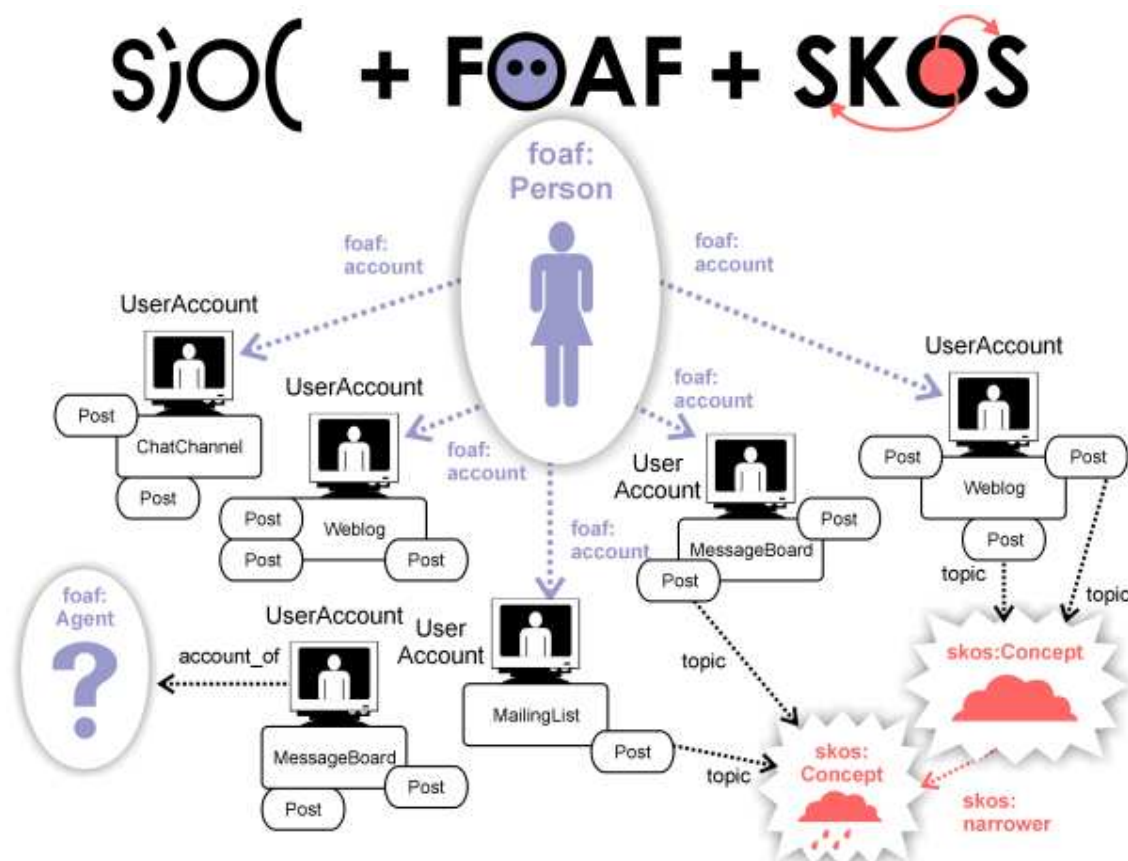 sjoc + FOAF + SKOS
foaf:
Person
foaf:
account
foaf:
account
UserAccount
UserAccount
UserAccount
foaf:
account
foaf:
account
Post
ChatChannel
Post
User
Account
Post
Post
Weblog
Post
Weblog
Post
Post
Post
foaf:
account
Post
MessageBoard
Post
topic
topic
foaf:
Agent
UserAccount
User
Account
account_of
topic
skos:Concept
MailingList
Post
topic
skos:
Concept
MessageBoard
Post
Post
skos:
narrower